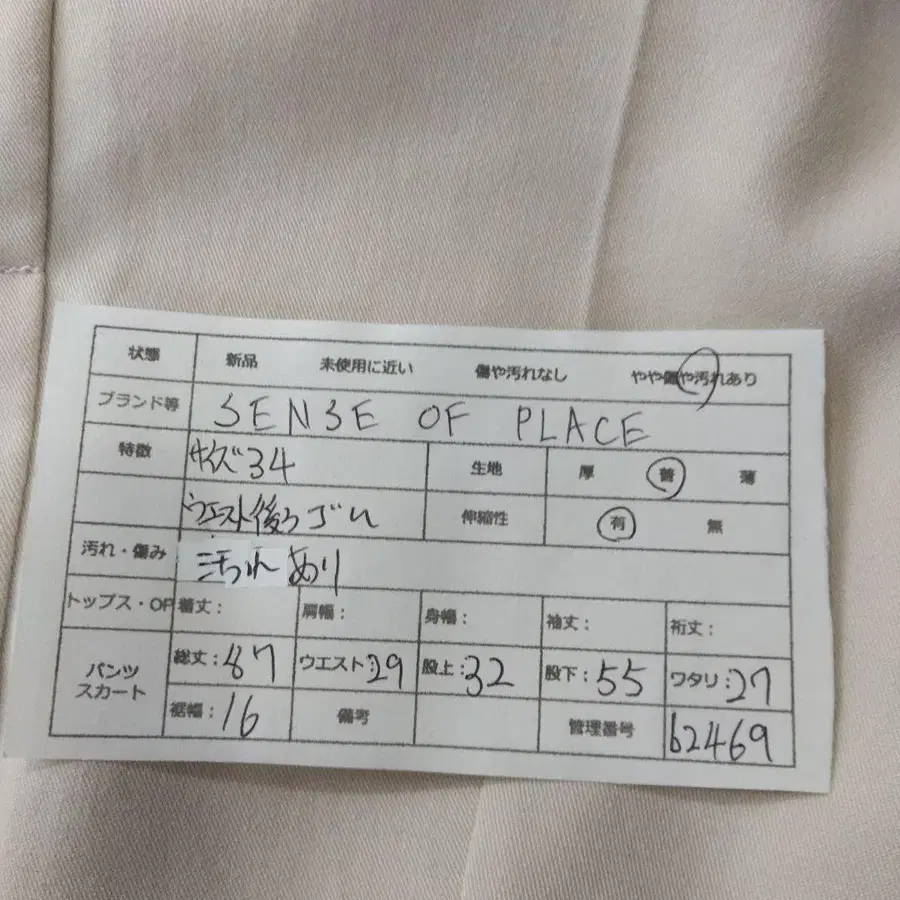 状態 新品 未使用に近い 傷や汚れなし やや傷や汚れあり
ブランド等 SENSE OF PLACE
特徴 サイズ34 生地 厚 普 薄
ウエスト後ろゴム 伸縮性 有 無
汚れ・傷み 汚れあり
トップス・OP 着丈: 肩幅: 身幅: 袖丈: 裄丈:
パンツ スカート 総丈:87 ウエスト:29 股上:32 股下:55 ワタリ:27
裾幅:16 備考 管理番号 b2469